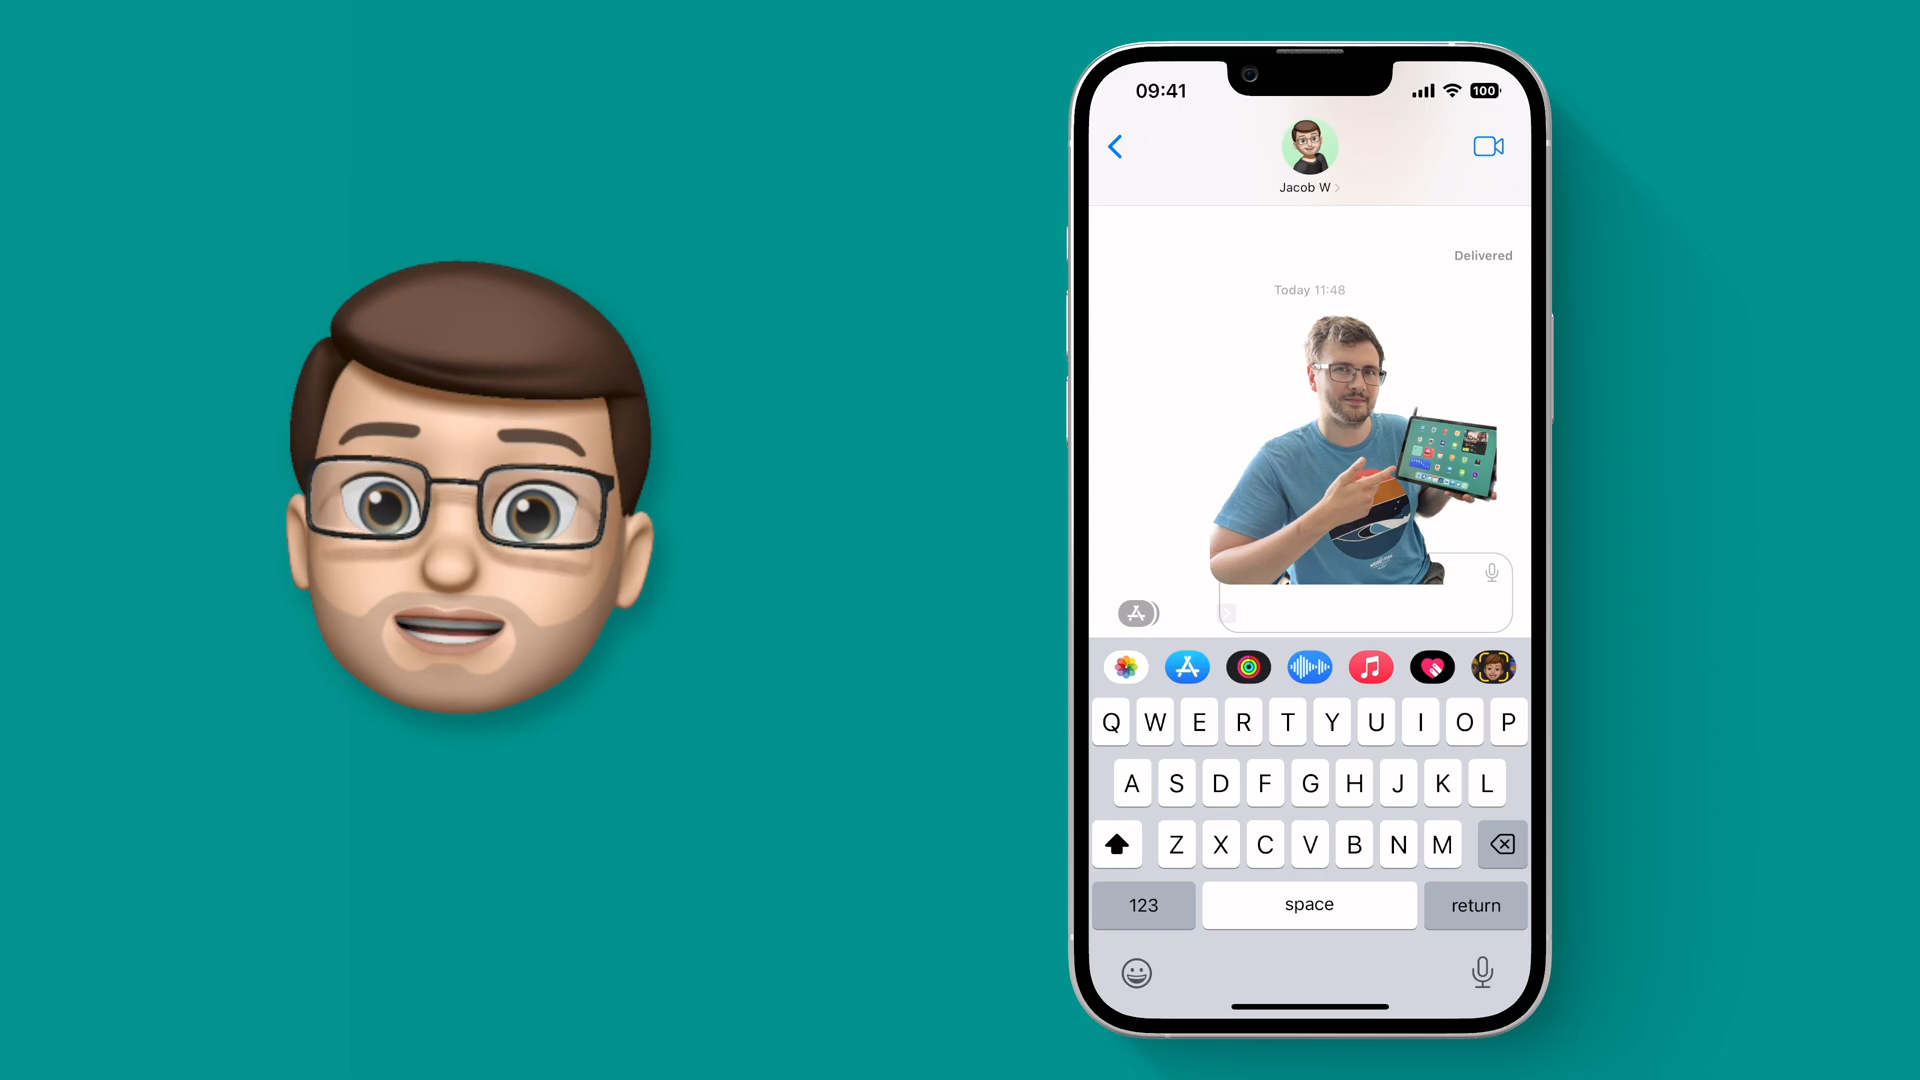 09:41
100
Jacob W
Delivered
Today 11:48
Q W E R T Y U I O P
A S D F G H J K L
Z X C V B N M
123 space return